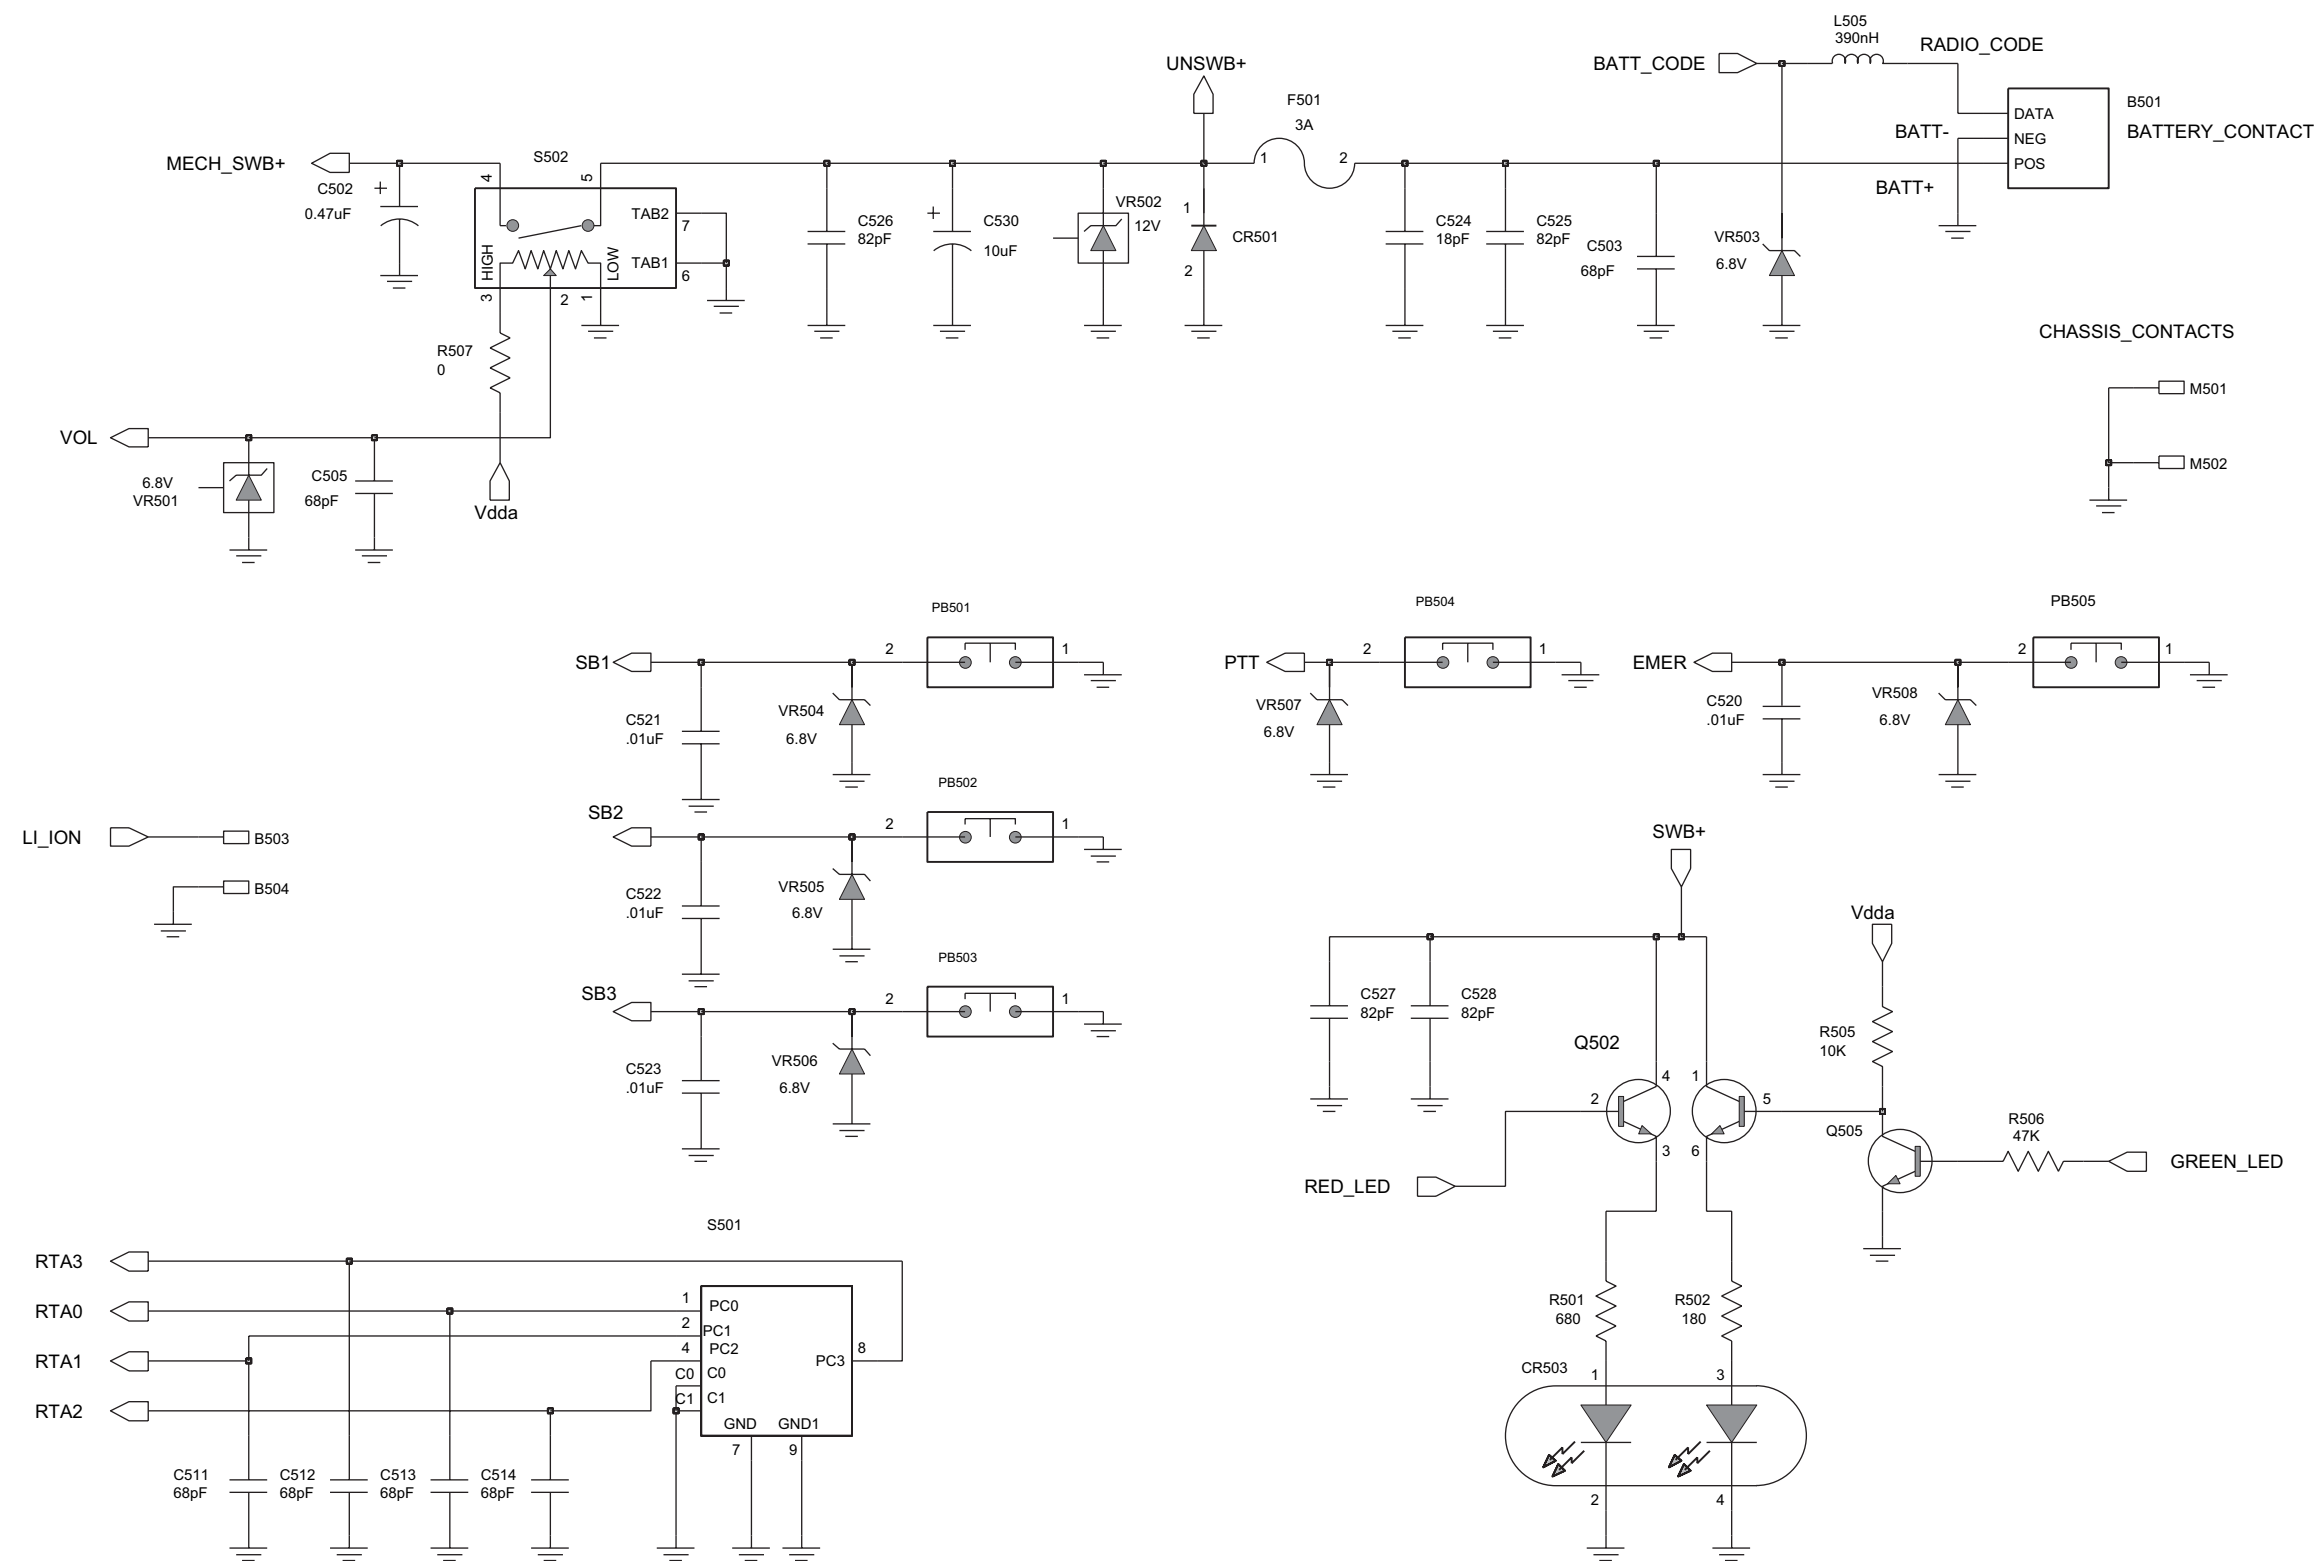 L505
390nH
RADIO_CODE
BATT_CODE
UNSWB+
F501
3A
B501
BATTERY_CONTACT
DATA
NEG
POS
BATT-
BATT+
1
2
MECH_SWB+
S502
4
5
C502
+
0.47uF
TAB2
7
TAB1
6
HIGH
LOW
3
2
1
C526
82pF
+
C530
10uF
VR502
12V
1
CR501
2
C524
18pF
C525
82pF
C503
68pF
VR503
6.8V
CHASSIS_CONTACTS
M501
M502
R507
0
VOL
6.8V
VR501
C505
68pF
Vdda
PB501
SB1
2
1
C521
.01uF
VR504
6.8V
PB504
PTT
2
1
VR507
6.8V
PB505
EMER
2
1
C520
.01uF
VR508
6.8V
PB502
SB2
2
1
C522
.01uF
VR505
6.8V
LI_ION
B503
B504
PB503
SB3
2
1
C523
.01uF
VR506
6.8V
SWB+
Vdda
C527
82pF
C528
82pF
R505
10K
Q502
4
1
2
5
3
6
Q505
R506
47K
GREEN_LED
RED_LED
R501
680
R502
180
CR503
1
3
2
4
S501
RTA3
RTA0
RTA1
RTA2
1
PC0
2
PC1
4
PC2
C0
C0
C1
C1
PC3
8
GND
GND1
7
9
C511
68pF
C512
68pF
C513
68pF
C514
68pF